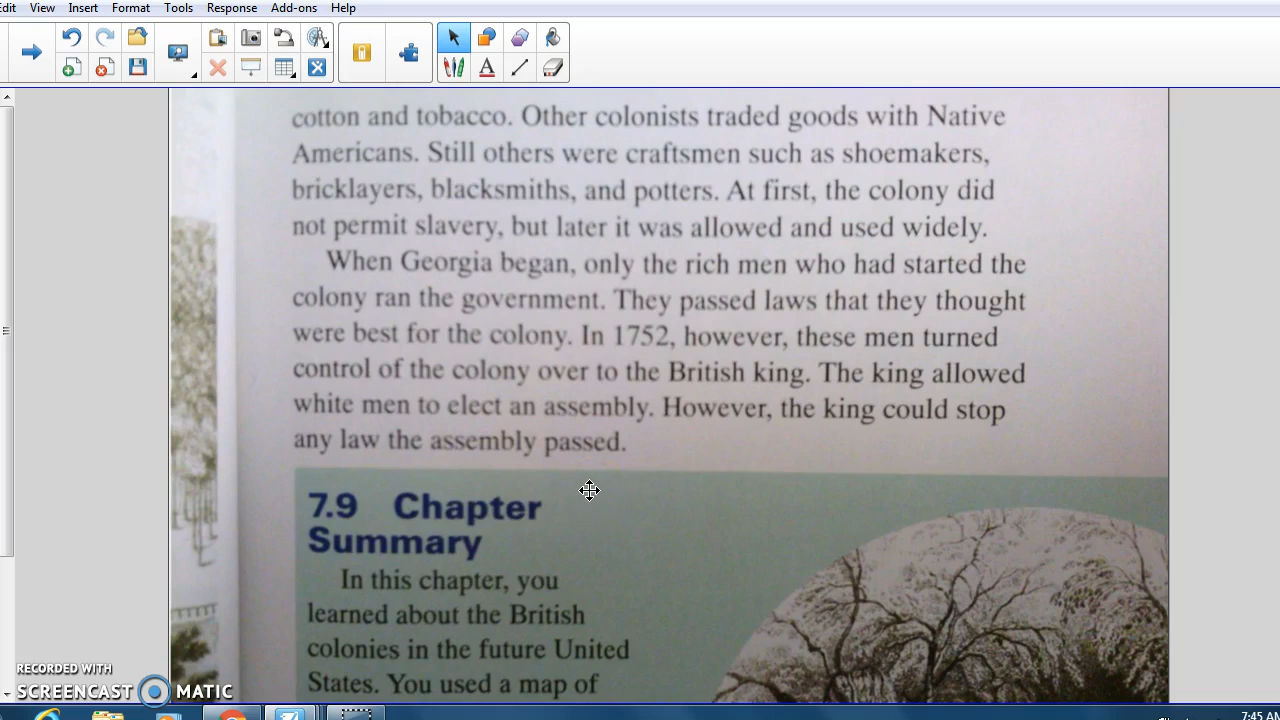 Edit View Insert Format Tools Response Add-ons Help
cotton and tobacco. Other colonists traded goods with Native
Americans. Still others were craftsmen such as shoemakers,
bricklayers, blacksmiths, and potters. At first, the colony did
not permit slavery, but later it was allowed and used widely.
When Georgia began, only the rich men who had started the
colony ran the government. They passed laws that they thought
were best for the colony. In 1752, however, these men turned
control of the colony over to the British king. The king allowed
white men to elect an assembly. However, the king could stop
any law the assembly passed.
7.9 Chapter
Summary
In this chapter, you
learned about the British
colonies in the future United
States. You used a map of
RECORDED WITH
SCREENCAST MATIC
7:45 AM